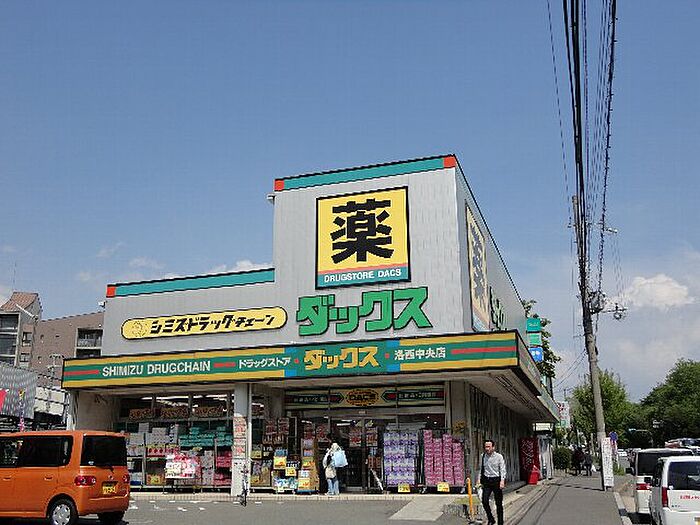 薬
DRUGSTORE DACS
シミズドラッグチェーン
ダックス
SHIMIZU DRUGCHAIN ドラッグストア・ダックス・洛西中央店